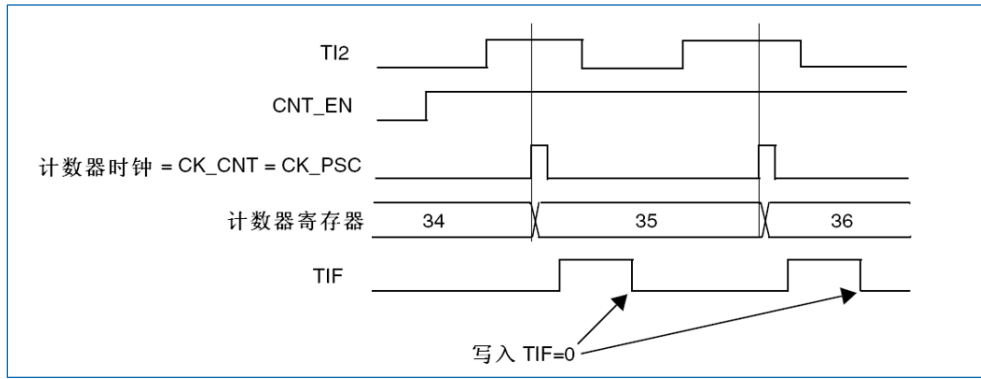 TI2
CNT_EN
计数器时钟 = CK_CNT = CK_PSC
计数器寄存器 34 35 36
TIF
写入 TIF=0